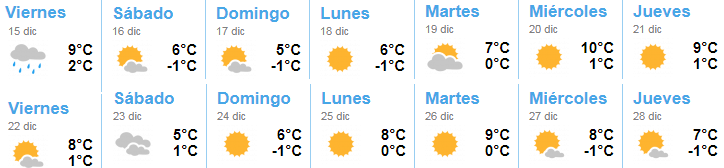 Viernes
15 dic
9°C
2°C
Sábado
16 dic
6°C
-1°C
Domingo
17 dic
5°C
-1°C
Lunes
18 dic
6°C
-1°C
Martes
19 dic
7°C
0°C
Miércoles
20 dic
10°C
1°C
Jueves
21 dic
9°C
1°C
Viernes
22 dic
8°C
1°C
Sábado
23 dic
5°C
1°C
Domingo
24 dic
6°C
-1°C
Lunes
25 dic
8°C
0°C
Martes
26 dic
9°C
0°C
Miércoles
27 dic
8°C
-1°C
Jueves
28 dic
7°C
-1°C